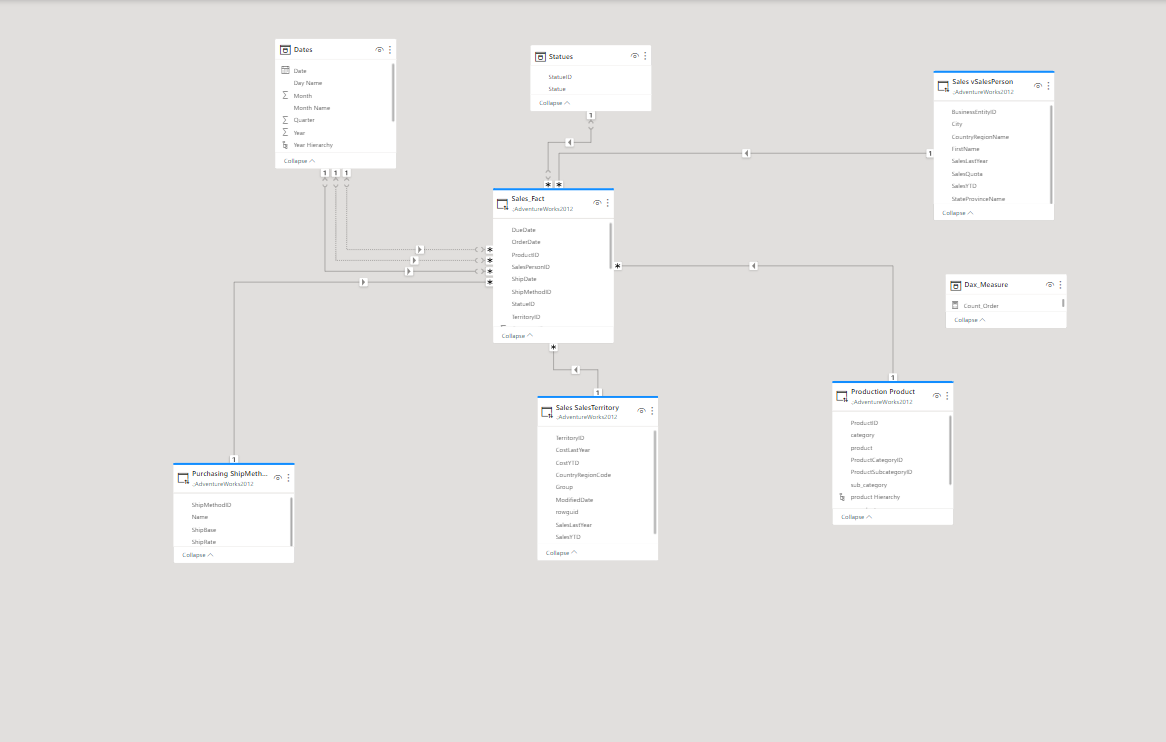 Dates
Date
Day Name
Month
Month Name
Quarter
Year
Year Hierarchy
Collapse
Statues
StatueID
Statue
Collapse
Sales vSalesPerson
;AdventureWorks2012
BusinessEntityID
City
CountryRegionName
FirstName
SalesLastYear
SalesQuota
SalesYTD
StateProvinceName
Collapse
1
1
1
1
1
*
*
Sales_Fact
;AdventureWorks2012
DueDate
OrderDate
ProductID
SalesPersonID
ShipDate
ShipMethodID
StatueID
TerritoryID
Collapse
*
*
*
*
*
*
Dax_Measure
Count_Order
Collapse
1
1
1
Sales SalesTerritory
;AdventureWorks2012
TerritoryID
CostLastYear
CostYTD
CountryRegionCode
Group
ModifiedDate
rowguid
SalesLastYear
SalesYTD
Collapse
Production Product
;AdventureWorks2012
ProductID
category
product
ProductCategoryID
ProductSubcategoryID
sub_category
product Hierarchy
Collapse
Purchasing ShipMeth...
;AdventureWorks2012
ShipMethodID
Name
ShipBase
ShipRate
Collapse